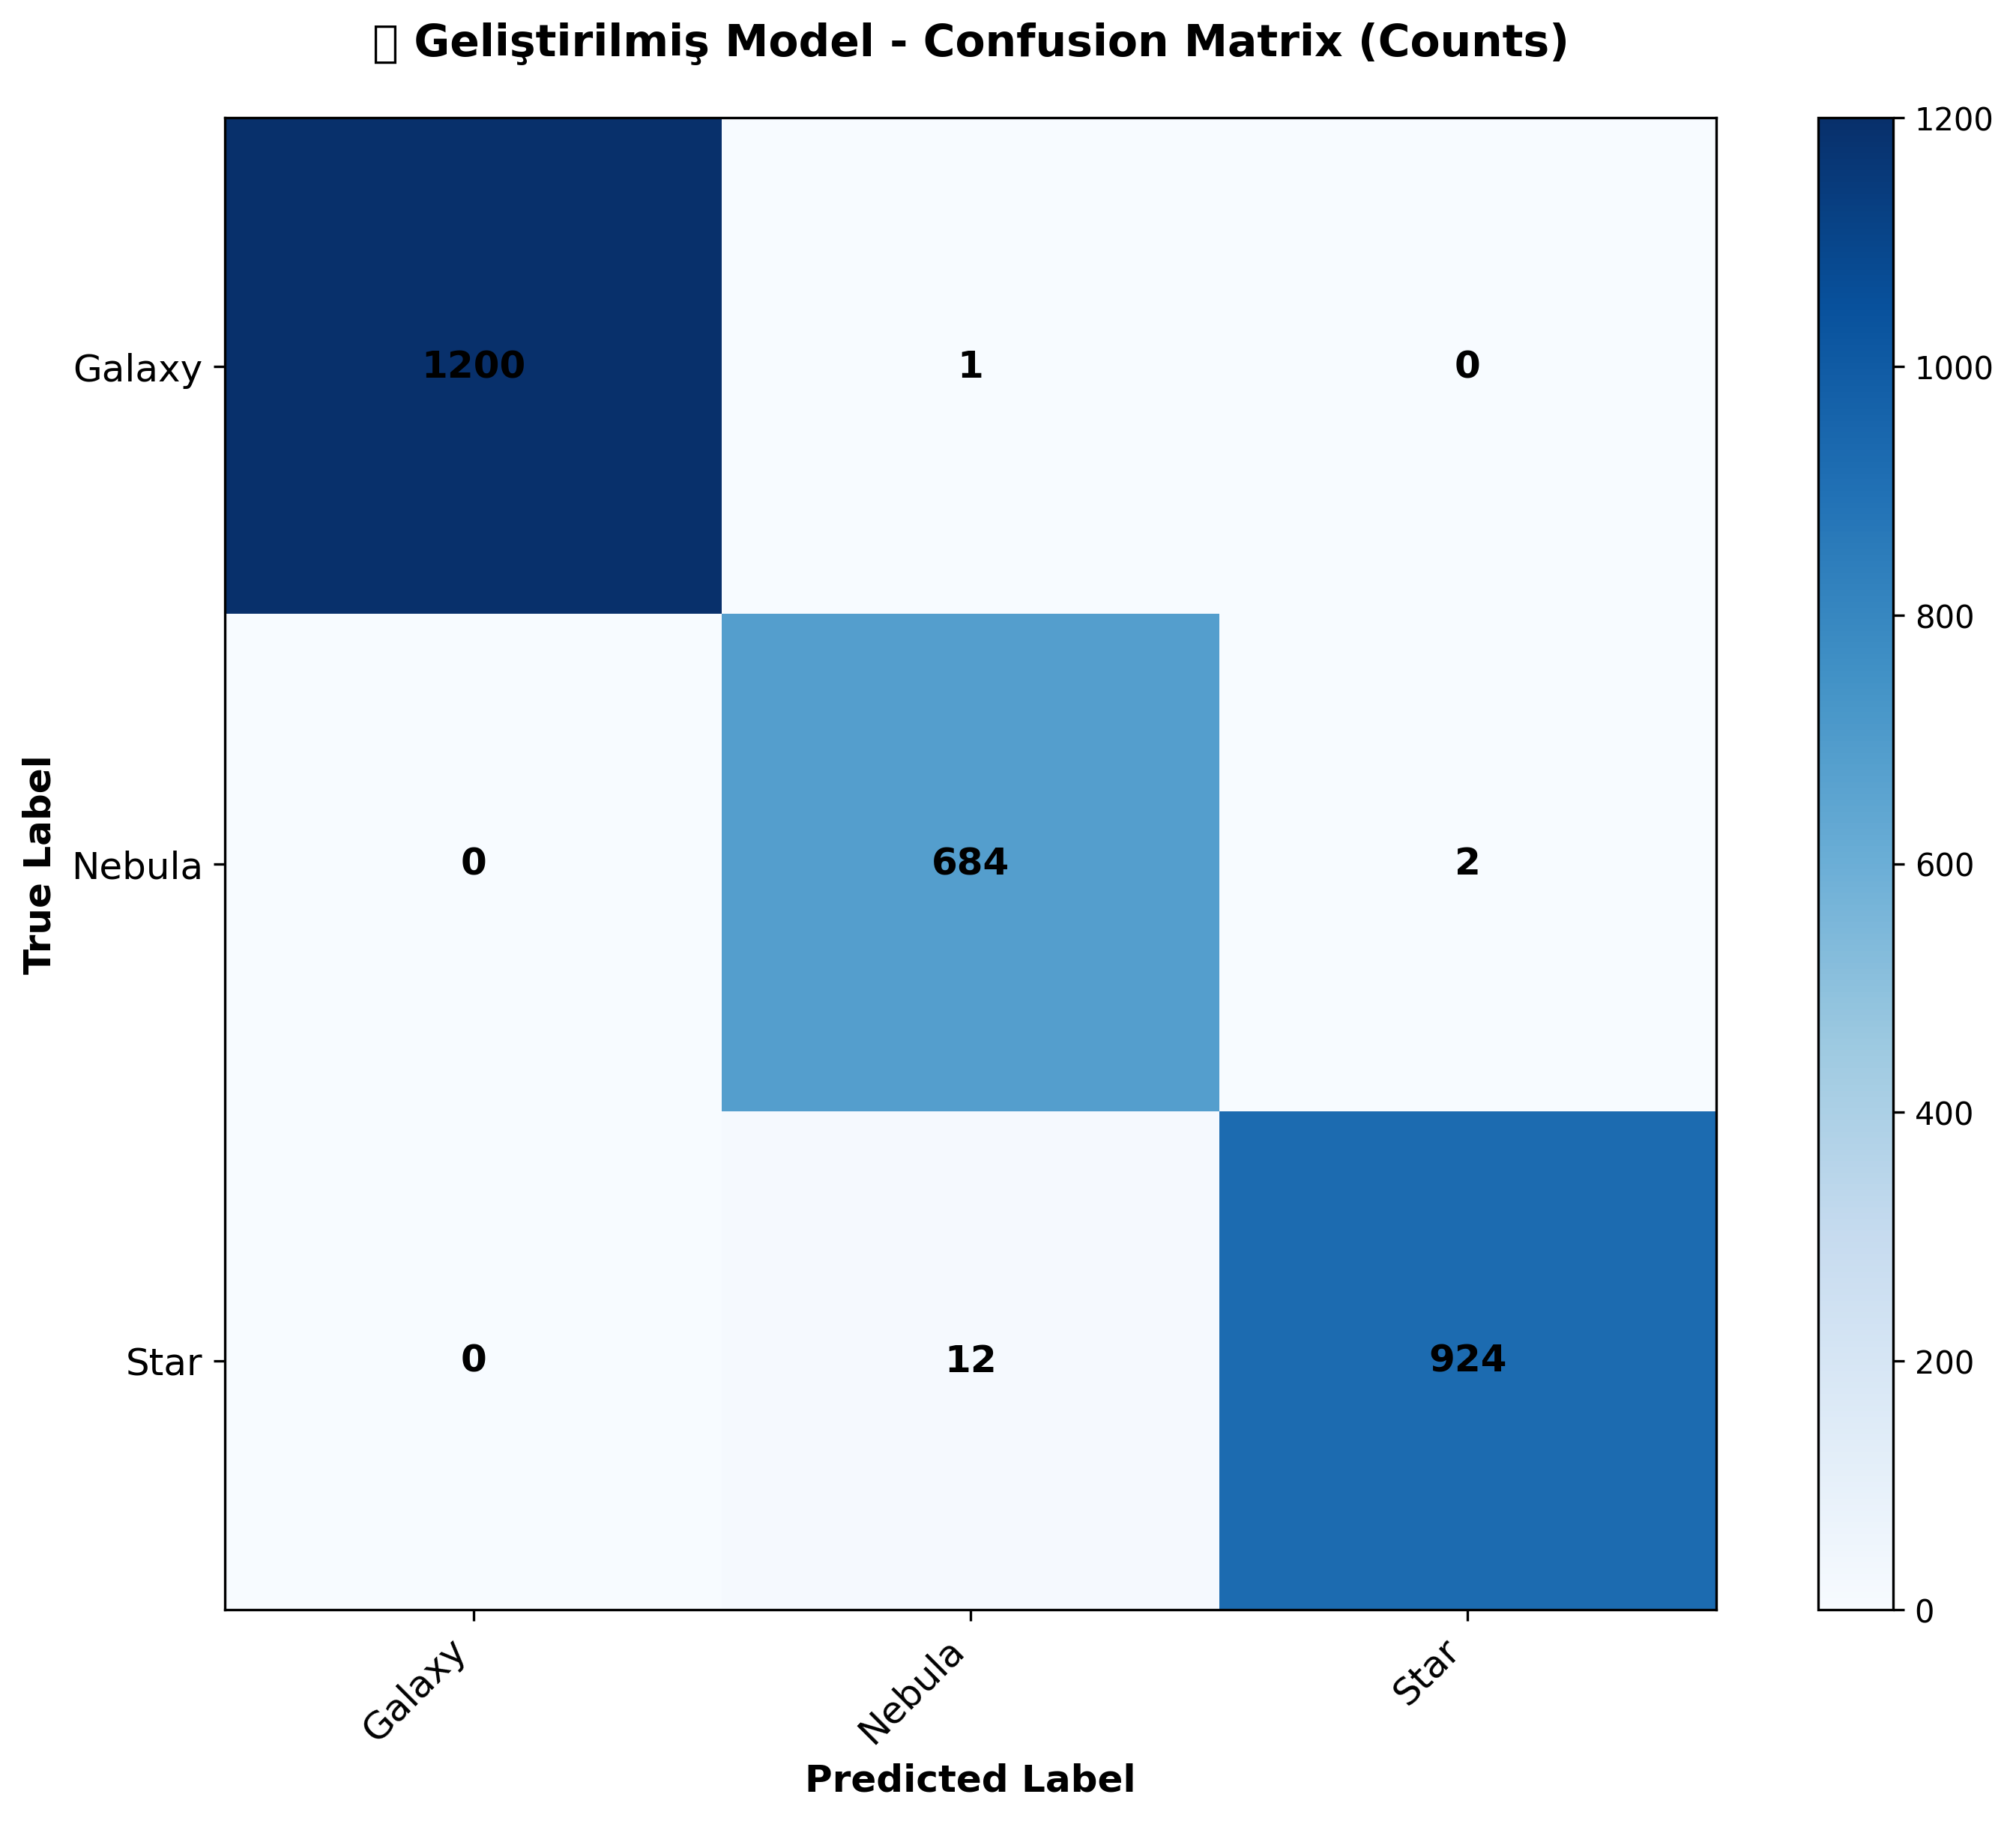 Geliştirilmiş Model - Confusion Matrix (Counts)
1200
1000
800
600
400
200
0
True Label
Galaxy 1200 1 0
Nebula 0 684 2
Star 0 12 924
Galaxy Nebula Star
Predicted Label